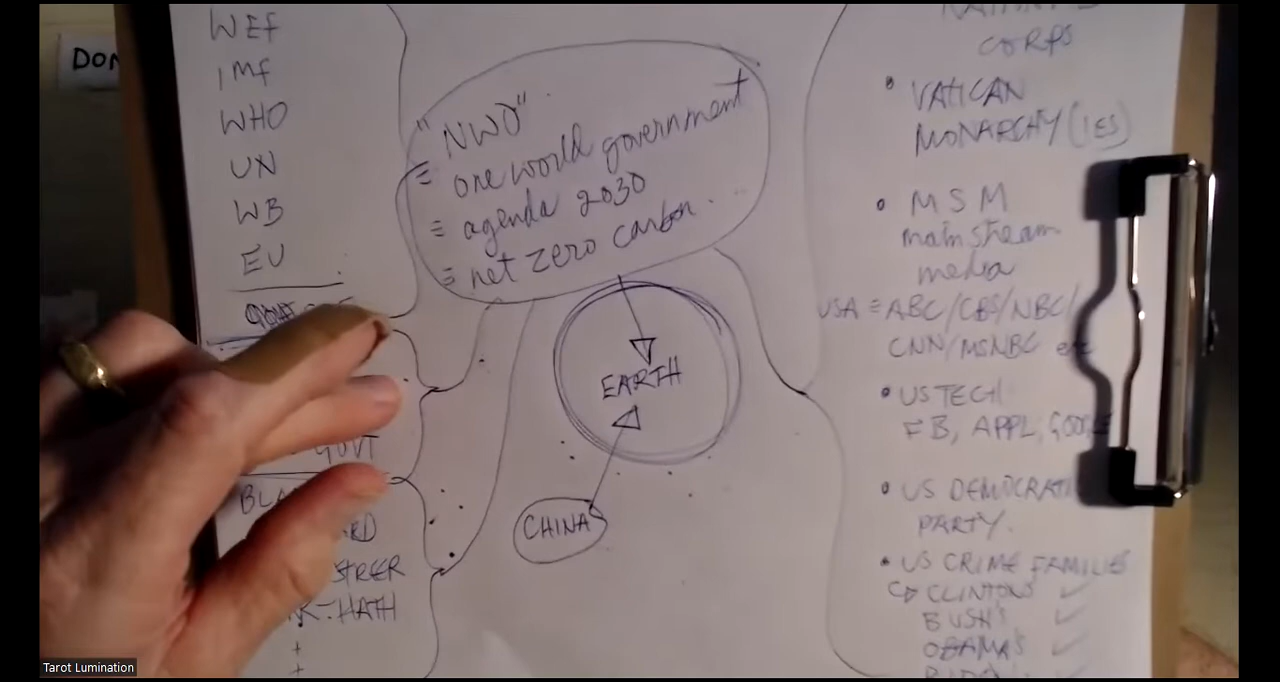 DON
WEF
IMF
WHO
UN
WB
EU
GOVT
BLA
RD
STREER
-HATH
+
+
"NWO"
= one world government
= agenda 2030
= net zero carbon.
EARTH
CHINA
CORPS
• VATICAN
MONARCHY (IES)
• MSM
mainstream
media
USA = ABC/CBS/NBC/
CNN/MSNBC etc
• US TECH
FB, APPL, GOOG
• US DEMOCRATI
PARTY.
• US CRIME FAMILIES
↳ CLINTONS ✓
BUSH'S ✓
OBAMA'S ✓
Tarot Lumination